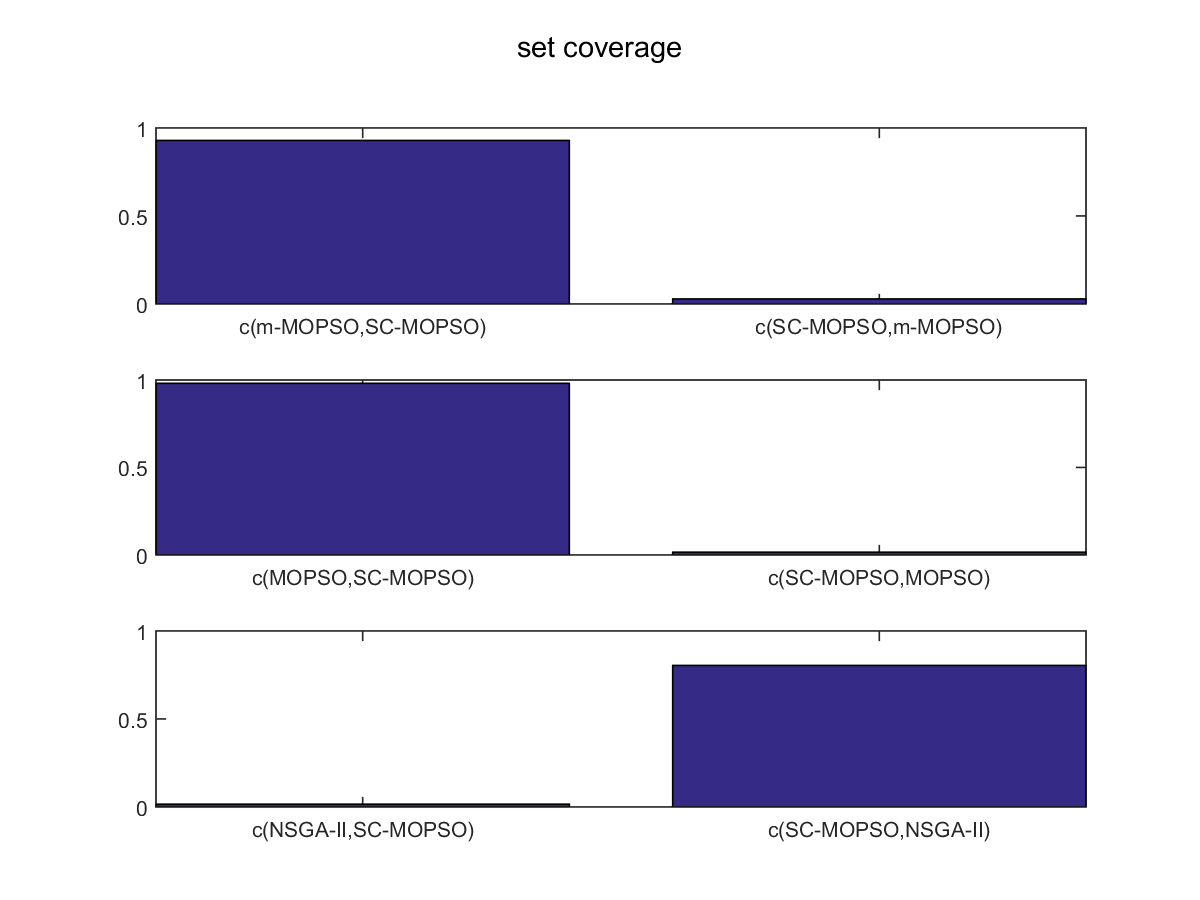 set coverage
1
0.5
0
c(m-MOPSO,SC-MOPSO) c(SC-MOPSO,m-MOPSO)
1
0.5
0
c(MOPSO,SC-MOPSO) c(SC-MOPSO,MOPSO)
1
0.5
0
c(NSGA-II,SC-MOPSO) c(SC-MOPSO,NSGA-II)